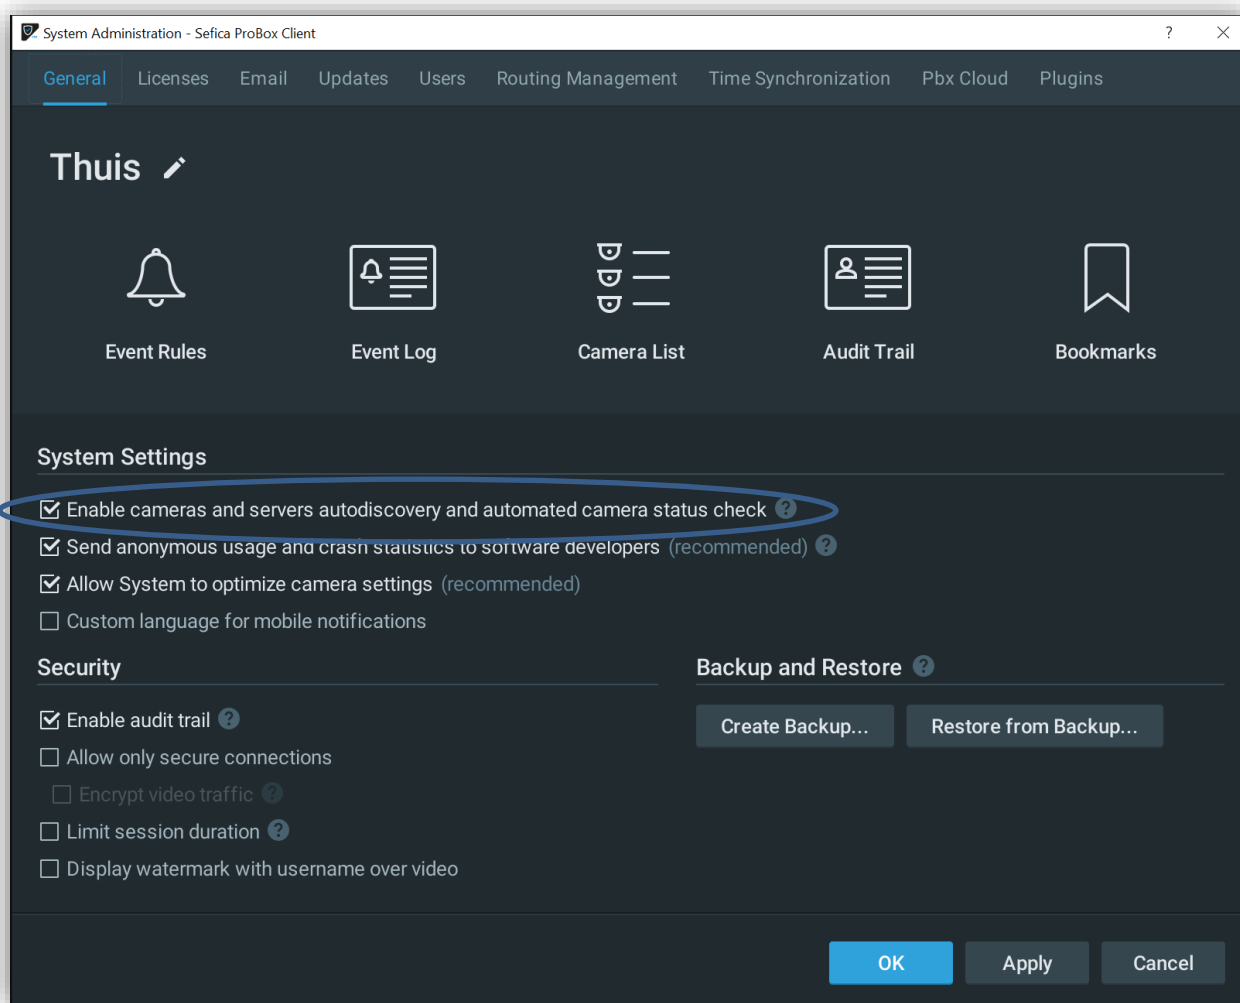 System Administration - Sefica ProBox Client ?
General Licenses Email Updates Users Routing Management Time Synchronization Pbx Cloud Plugins
Thuis
Event Rules Event Log Camera List Audit Trail Bookmarks
System Settings
Enable cameras and servers autodiscovery and automated camera status check ?
Send anonymous usage and crash statistics to software developers (recommended) ?
Allow System to optimize camera settings (recommended)
Custom language for mobile notifications
Security
Enable audit trail ?
Allow only secure connections
Encrypt video traffic ?
Limit session duration ?
Display watermark with username over video
Backup and Restore ?
Create Backup... Restore from Backup...
OK Apply Cancel